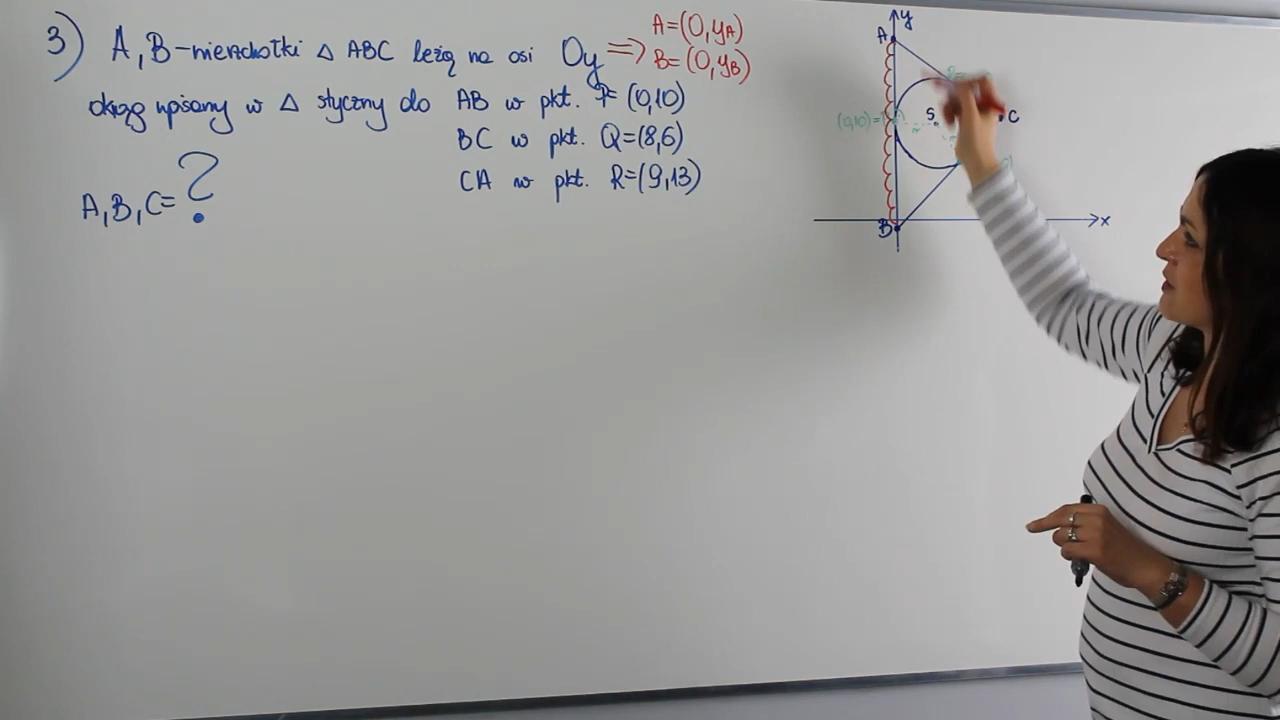 3) A,B-wierzchołki △ ABC leżą na osi Oy ⇒ A=(0,yA)
B=(0,yB)
okrąg wpisany w △ styczny do AB w pkt. P=(0,10)
BC w pkt. Q=(8,6)
CA w pkt. R=(9,13)
A,B,C=?
y
A
(0,10)=
S
C
B
x